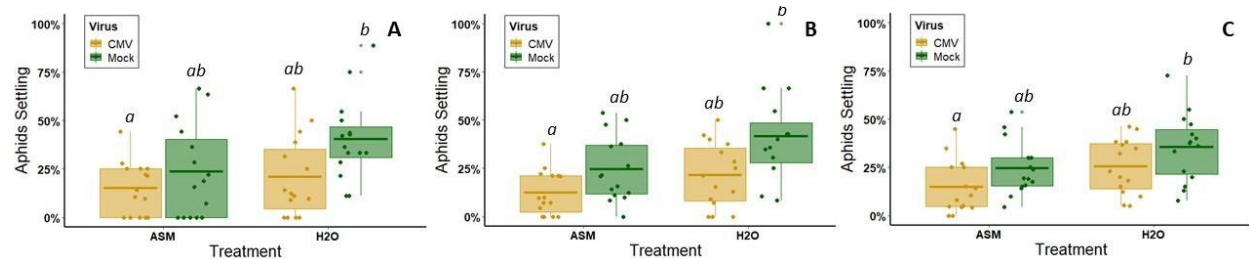 Aphids Settling
100%
75%
50%
25%
0%
Virus
CMV
Mock
A
a
ab
ab
b
ASM
H2O
Treatment
Aphids Settling
100%
75%
50%
25%
0%
Virus
CMV
Mock
B
a
ab
ab
b
ASM
H2O
Treatment
Aphids Settling
100%
75%
50%
25%
0%
Virus
CMV
Mock
C
a
ab
ab
b
ASM
H2O
Treatment